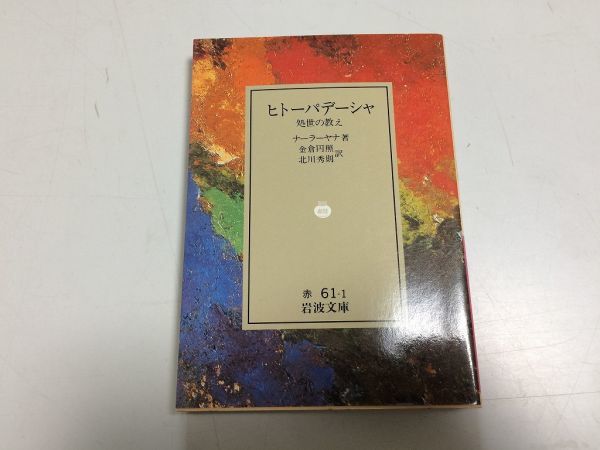 ヒトーパデーシャ
処世の教え
ナーラーヤナ著
金倉円照
北川秀則 訳
赤 61-1
岩波文庫